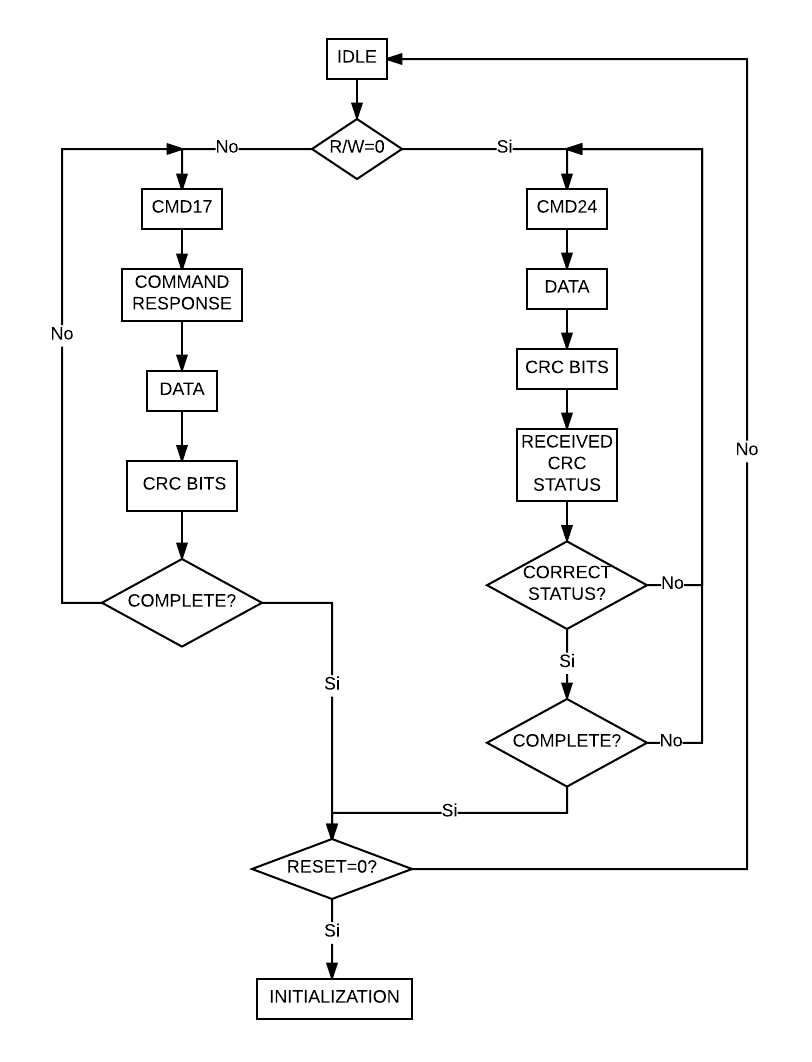 IDLE
R/W=0
No
Si
CMD17
CMD24
COMMAND
RESPONSE
DATA
DATA
No
CRC BITS
DATA
CRC BITS
RECEIVED
CRC
STATUS
No
CORRECT
STATUS?
No
COMPLETE?
Si
Si
COMPLETE?
No
Si
RESET=0?
Si
INITIALIZATION